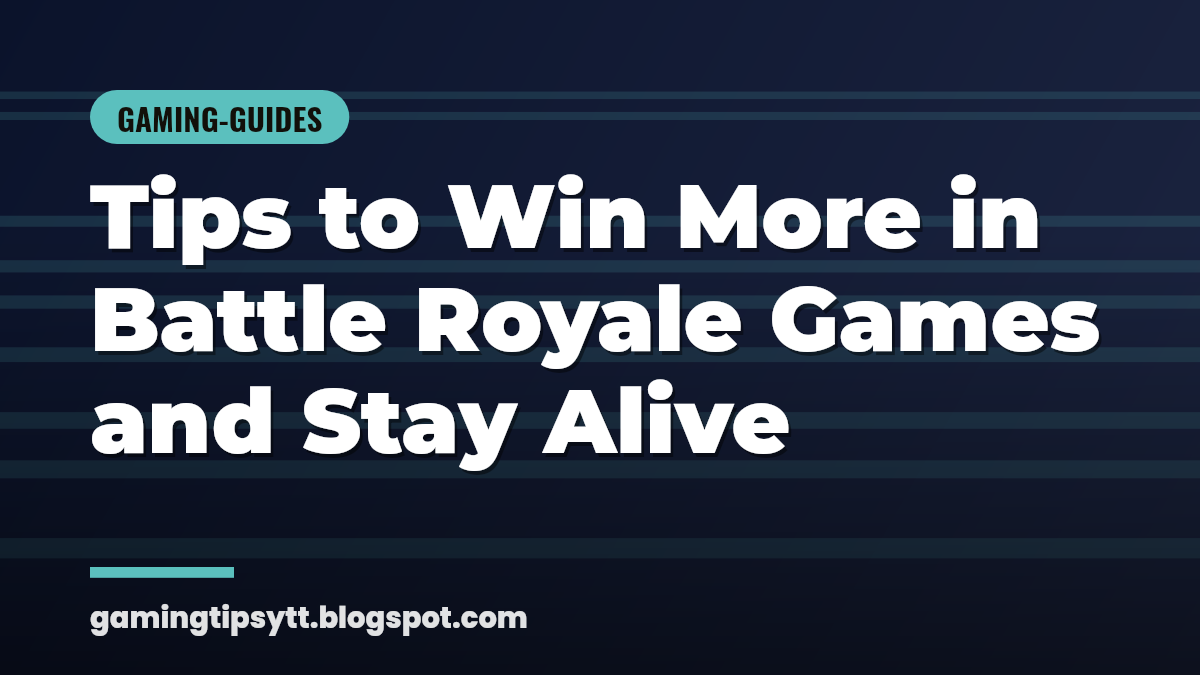 GAMING-GUIDES
Tips to Win More in
Battle Royale Games
and Stay Alive
gamingtipsytt.blogspot.com